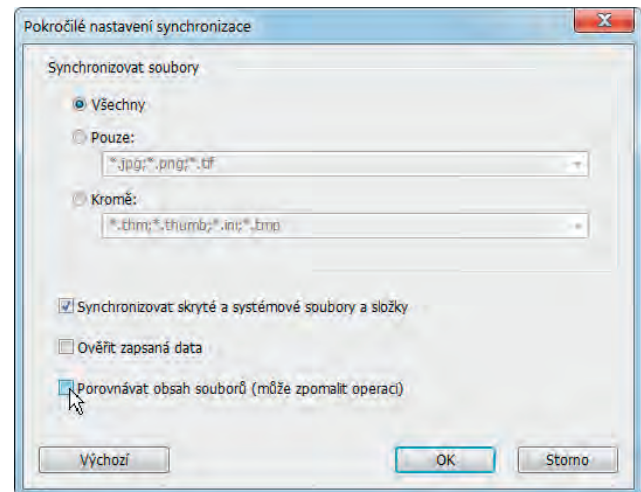 Pokročilé nastavení synchronizace
Synchronizovat soubory
Všechny
Pouze:
*.jpg;*.png;*.tif
Kromě:
*.thm;*.thumb;*.ini;*.tmp
Synchronizovat skryté a systémové soubory a složky
Ověřit zapsaná data
Porovnávat obsah souborů (může zpomalit operaci)
Výchozí OK Storno